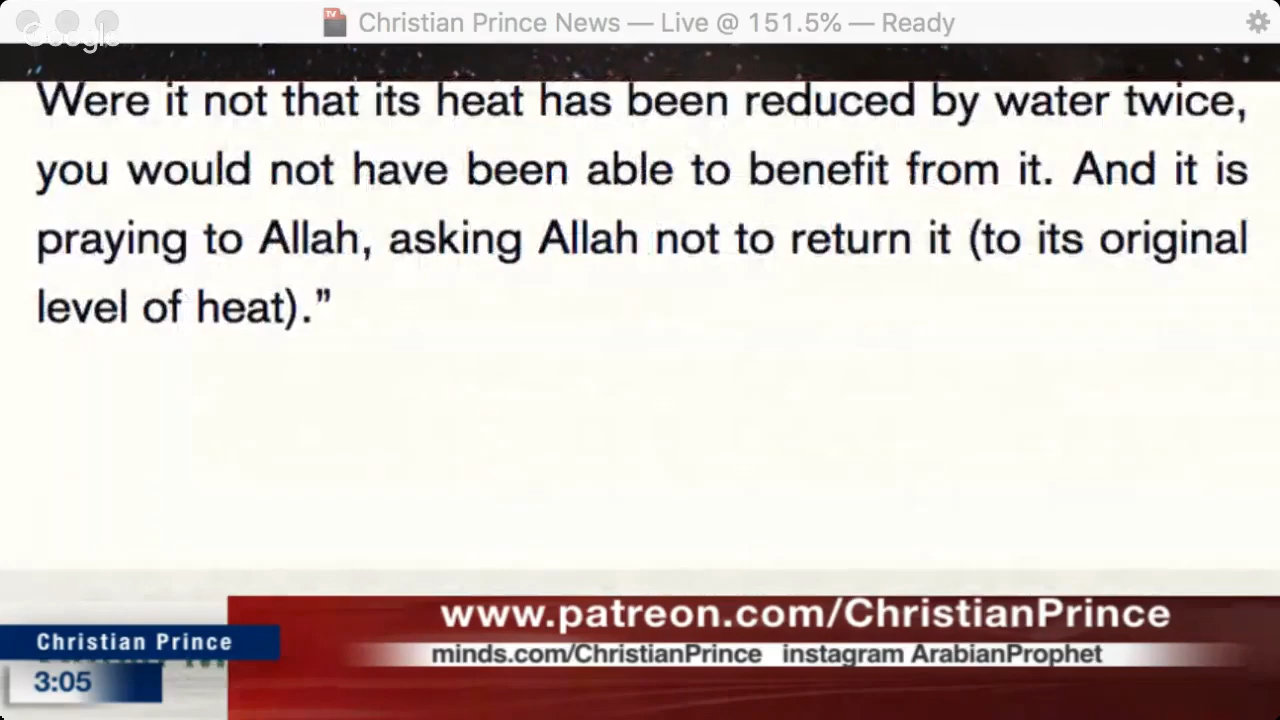 Christian Prince News — Live @ 151.5% — Ready
Google
Were it not that its heat has been reduced by water twice,
you would not have been able to benefit from it. And it is
praying to Allah, asking Allah not to return it (to its original
level of heat).”
www.patreon.com/ChristianPrince
Christian Prince
minds.com/ChristianPrince instagram ArabianProphet
3:05